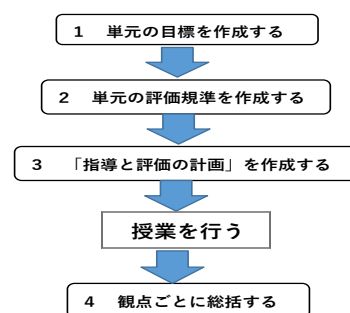 1 単元の目標を作成する
2 単元の評価規準を作成する
3 「指導と評価の計画」を作成する
授業を行う
4 観点ごとに総括する